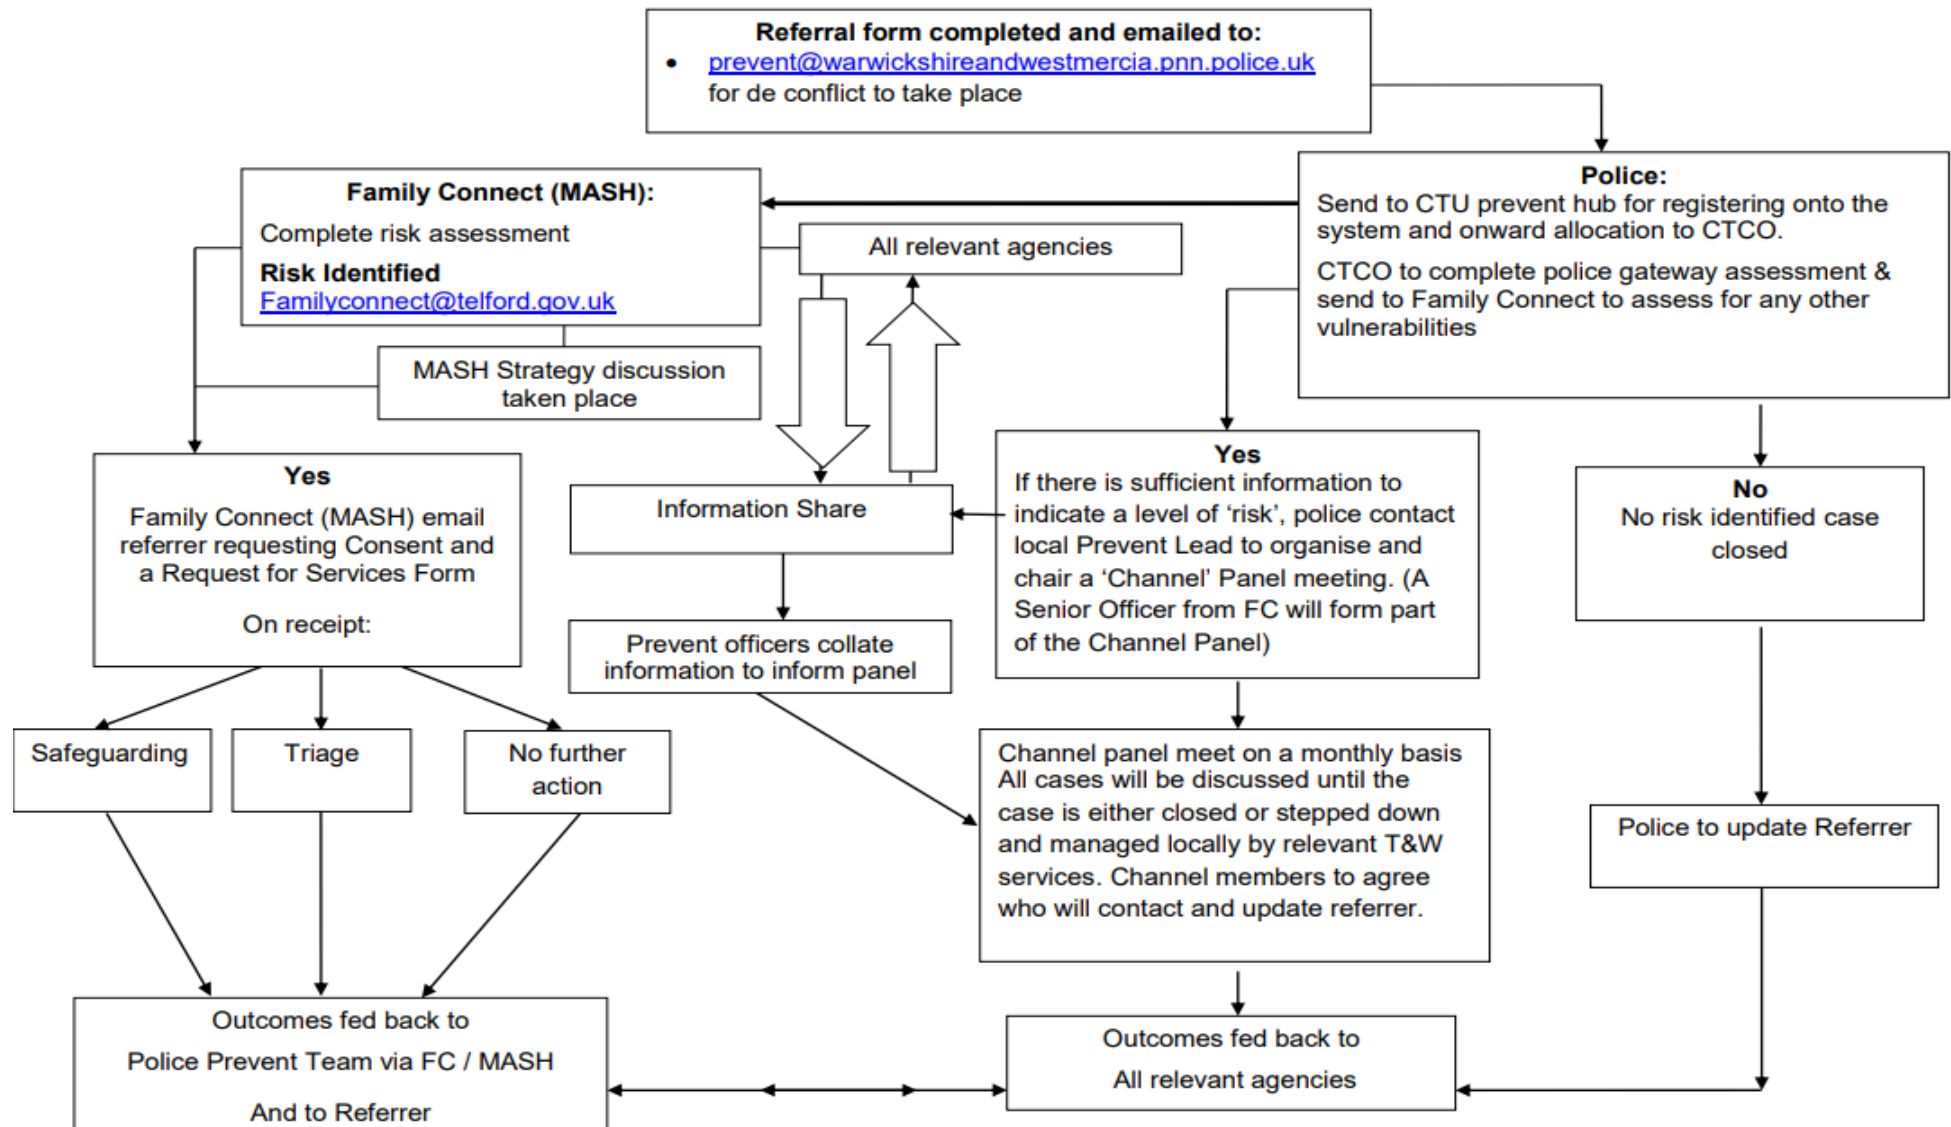 Referral form completed and emailed to:
• prevent@warwickshireandwestmercia.pnn.police.uk
for de conflict to take place
Police:
Send to CTU prevent hub for registering onto the
system and onward allocation to CTCO.
CTCO to complete police gateway assessment &
send to Family Connect to assess for any other
vulnerabilities
Family Connect (MASH):
Complete risk assessment
Risk Identified
Familyconnect@telford.gov.uk
All relevant agencies
MASH Strategy discussion
taken place
Yes
Family Connect (MASH) email
referrer requesting Consent and
a Request for Services Form
On receipt:
Information Share
Yes
If there is sufficient information to
indicate a level of ‘risk’, police contact
local Prevent Lead to organise and
chair a ‘Channel’ Panel meeting. (A
Senior Officer from FC will form part
of the Channel Panel)
No
No risk identified case
closed
Prevent officers collate
information to inform panel
Safeguarding
Triage
No further
action
Channel panel meet on a monthly basis
All cases will be discussed until the
case is either closed or stepped down
and managed locally by relevant T&W
services. Channel members to agree
who will contact and update referrer.
Police to update Referrer
Outcomes fed back to
Police Prevent Team via FC / MASH
And to Referrer
Outcomes fed back to
All relevant agencies